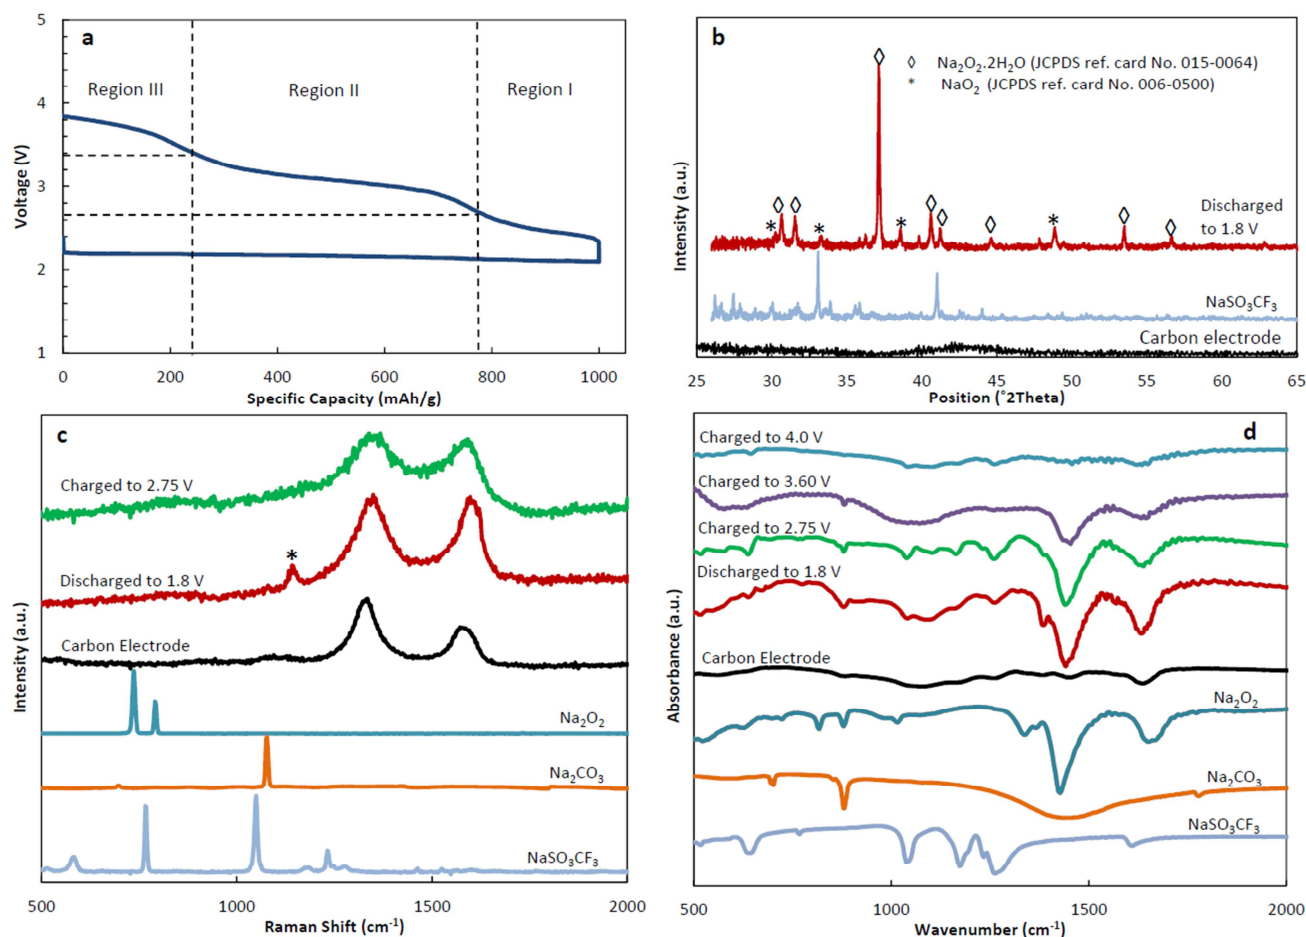 a
5
4
3
2
1
Voltage (V)
Region III
Region II
Region I
0
200
400
600
800
1000
Specific Capacity (mAh/g)
b
◊ Na₂O₂.2H₂O (JCPDS ref. card No. 015-0064)
* NaO₂ (JCPDS ref. card No. 006-0500)
Intensity (a.u.)
Discharged
to 1.8 V
NaSO₃CF₃
Carbon electrode
25
30
35
40
45
50
55
60
65
Position (°2Theta)
c
Charged to 2.75 V
*
Discharged to 1.8 V
Carbon Electrode
Na₂O₂
Na₂CO₃
NaSO₃CF₃
Intensity (a.u.)
500
1000
1500
2000
Raman Shift (cm⁻¹)
d
Charged to 4.0 V
Charged to 3.60 V
Charged to 2.75 V
Discharged to 1.8 V
Carbon Electrode
Na₂O₂
Na₂CO₃
NaSO₃CF₃
Absorbance (a.u.)
500
1000
1500
2000
Wavenumber (cm⁻¹)